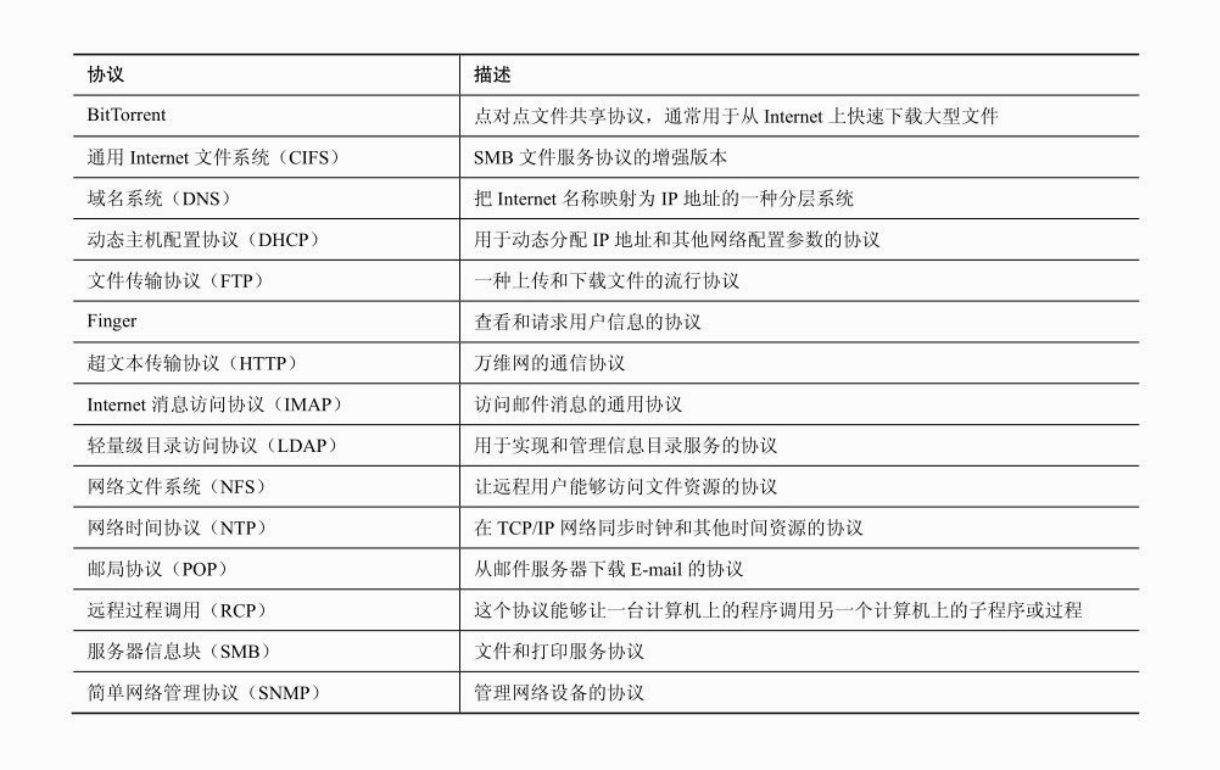 协议 描述
BitTorrent 点对点文件共享协议，通常用于从 Internet 上快速下载大型文件
通用 Internet 文件系统（CIFS） SMB 文件服务协议的增强版本
域名系统（DNS） 把 Internet 名称映射为 IP 地址的一种分层系统
动态主机配置协议（DHCP） 用于动态分配 IP 地址和其他网络配置参数的协议
文件传输协议（FTP） 一种上传和下载文件的流行协议
Finger 查看和请求用户信息的协议
超文本传输协议（HTTP） 万维网的通信协议
Internet 消息访问协议（IMAP） 访问邮件消息的通用协议
轻量级目录访问协议（LDAP） 用于实现和管理信息目录服务的协议
网络文件系统（NFS） 让远程用户能够访问文件资源的协议
网络时间协议（NTP） 在 TCP/IP 网络同步时钟和其他时间资源的协议
邮局协议（POP） 从邮件服务器下载 E-mail 的协议
远程过程调用（RCP） 这个协议能够让一台计算机上的程序调用另一个计算机上的子程序或过程
服务器信息块（SMB） 文件和打印服务协议
简单网络管理协议（SNMP） 管理网络设备的协议